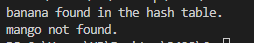 banana found in the hash table.
mango not found.